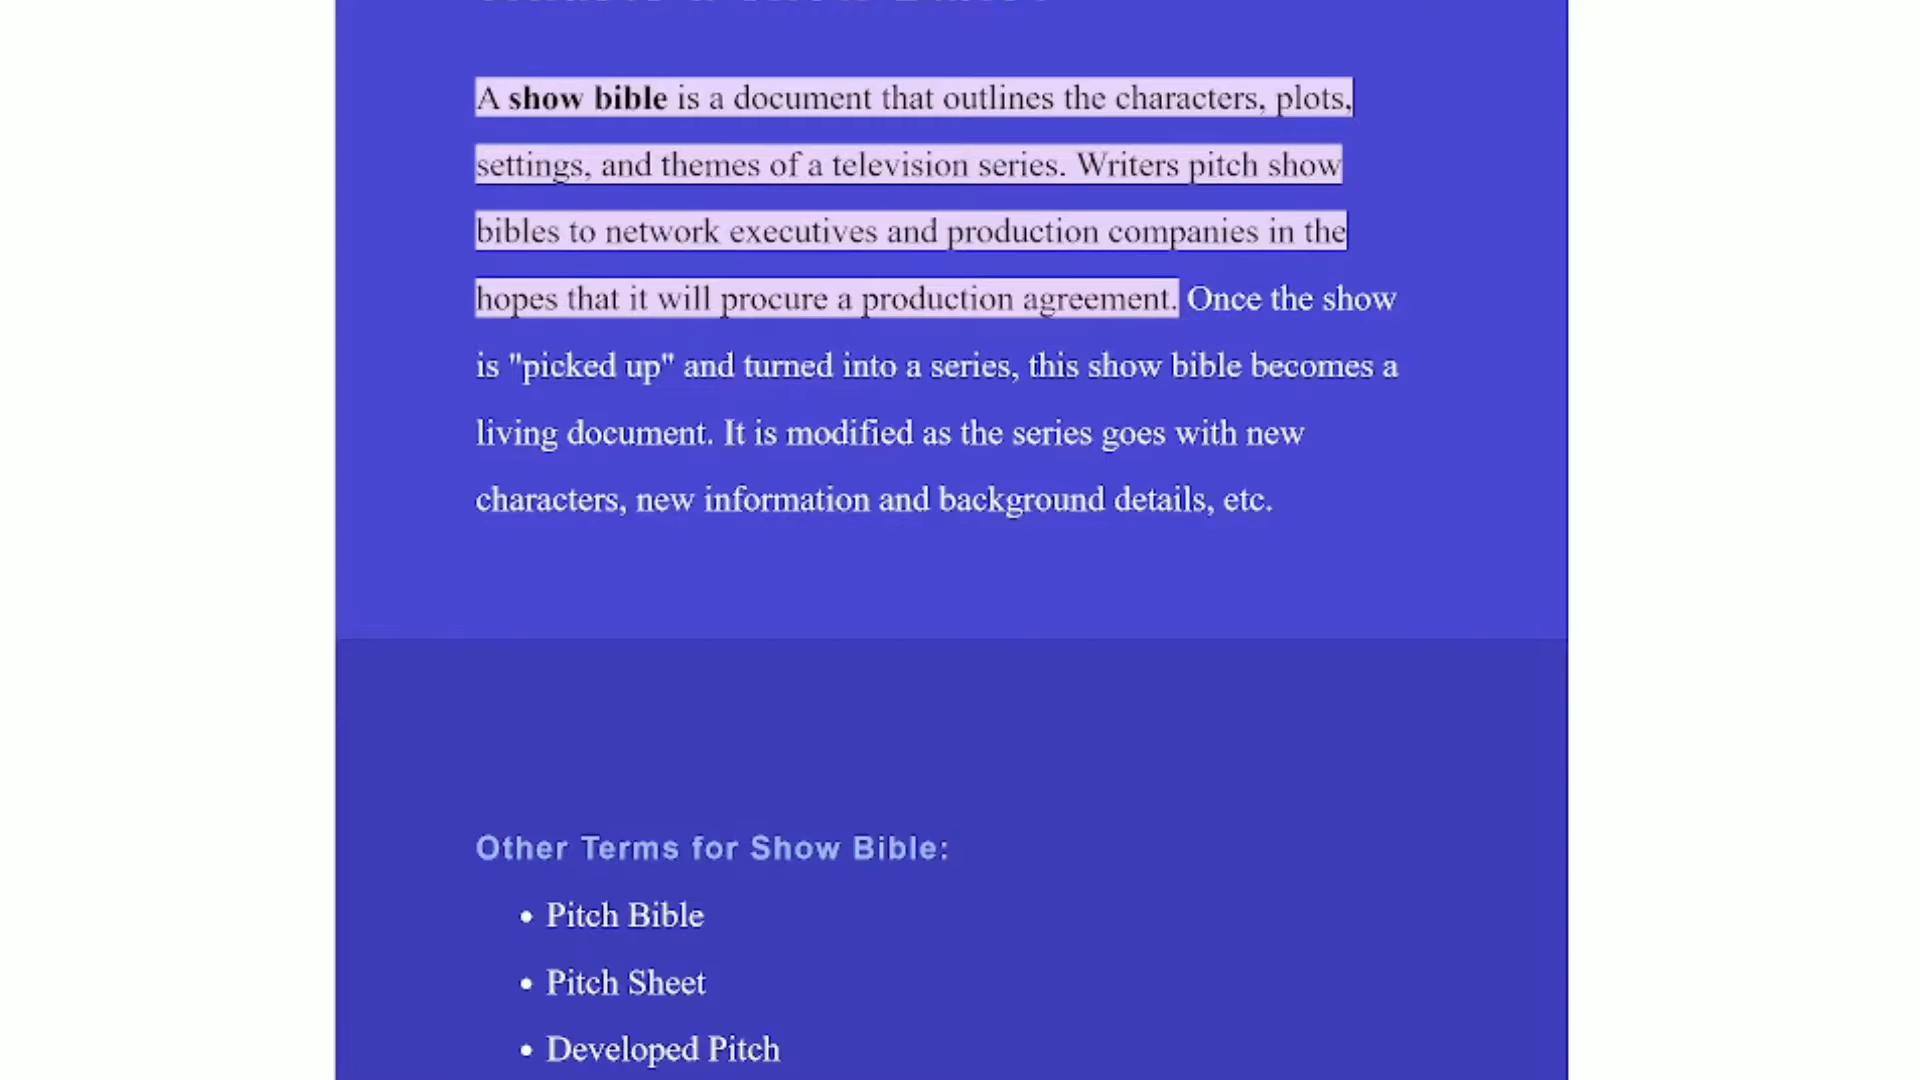 A show bible is a document that outlines the characters, plots,
settings, and themes of a television series. Writers pitch show
bibles to network executives and production companies in the
hopes that it will procure a production agreement. Once the show
is "picked up" and turned into a series, this show bible becomes a
living document. It is modified as the series goes with new
characters, new information and background details, etc.
Other Terms for Show Bible:
• Pitch Bible
• Pitch Sheet
• Developed Pitch